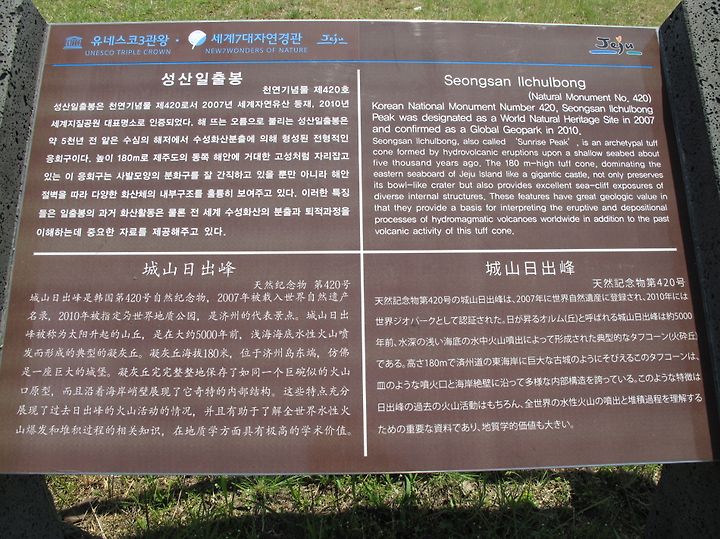 유네스코3관왕 · 세계7대자연경관
UNESCO TRIPLE CROWN NEW7WONDERS OF NATURE
Jeju
Jeju
성산일출봉
천연기념물 제420호
성산일출봉은 천연기념물 제420로서 2007년 세계자연유산 등재, 2010년
세계지질공원 대표명소로 인증되었다. 해 뜨는 오름으로 불리는 성산일출봉은
약 5천년 전 얕은 수심의 해저에서 수성화산분출에 의해 형성된 전형적인
응회구이다. 높이 180m로 제주도의 동쪽 해안에 거대한 고성처럼 자리잡고
있는 이 응회구는 사발모양의 분화구를 잘 간직하고 있을 뿐만 아니라 해안
절벽을 따라 다양한 화산체의 내부구조를 훌륭히 보여주고 있다. 이러한 특징
들은 일출봉의 과거 화산활동은 물론 전 세계 수성화산의 분출과 퇴적과정을
이해하는데 중요한 자료를 제공해주고 있다.
Seongsan Ilchulbong
(Natural Monument No. 420)
Korean National Monument Number 420, Seongsan Ilchulbong
Peak was designated as a World Natural Heritage Site in 2007
and confirmed as a Global Geopark in 2010.
Seongsan Ilchulbong, also called ‘Sunrise Peak’, is an archetypal tuff
cone formed by hydrovolcanic eruptions upon a shallow seabed about
five thousand years ago. The 180 m-high tuff cone, dominating the
eastern seaboard of Jeju Island like a gigantic castle, not only preserves
its bowl-like crater but also provides excellent sea-cliff exposures of
diverse internal structures. These features have great geologic value in
that they provide a basis for interpreting the eruptive and depositional
processes of hydromagmatic volcanoes worldwide in addition to the past
volcanic activity of this tuff cone.
城山日出峰
天然纪念物 第420号
城山日出峰是韩国第420号自然纪念物，2007年被载入世界自然遗产
名录，2010年被指定为世界地质公园，是济州的代表景点。城山日出
峰被称为太阳升起的山丘，是在大约5000年前，浅海海底水性火山喷
发而形成的典型的凝灰丘。凝灰丘海拔180米，位于济州岛东端，仿佛
是一座巨大的城堡。凝灰丘完完整整地保存了如同一个巨碗似的火山
口原型，而且沿着海岸峭壁展现了它奇特的内部结构。这些特点充分
展现了过去日出峰的火山活动的情况，并且有助于了解全世界水性火
山爆发和堆积过程的相关知识，在地质学方面具有极高的学术价值。
城山日出峰
天然記念物第420号
天然記念物第420号の城山日出峰は、2007年に世界自然遺産に登録され、2010年には
世界ジオパークとして認証された。日が昇るオルム(丘)と呼ばれる城山日出峰は約5000
年前、水深の浅い海底の水中火山噴出によって形成された典型的なタフコーン(火砕丘)
である。高さ180mで済州道の東海岸に巨大な古城のようにそびえるこのタフコーンは、
皿のような噴火口と海岸絶壁に沿って多様な内部構造を誇っている。このような特徴は
日出峰の過去の火山活動はもちろん、全世界の水性火山の噴出と堆積過程を理解する
ための重要な資料であり、地質学的価値も大きい。